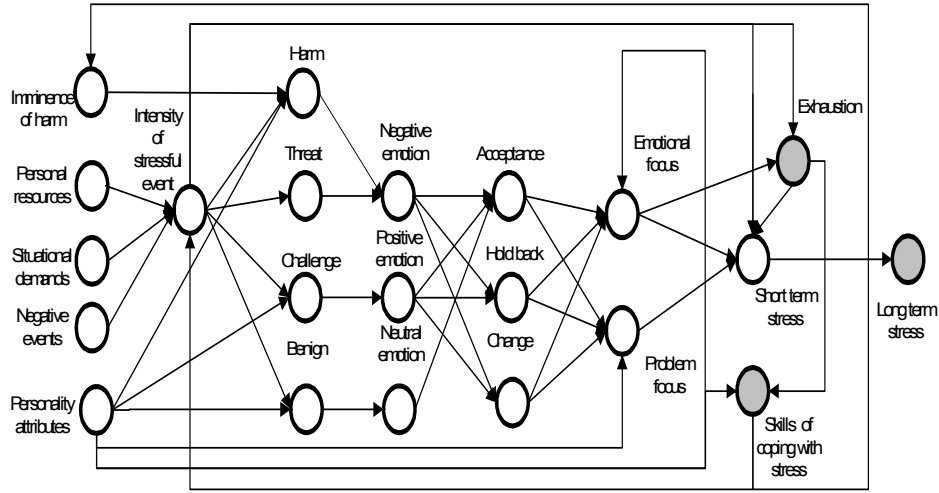 Harm
Imminence
of harm
Intensity
of
stressful
event
Exhaustion
Threat
Negative
emotion
Acceptance
Emotional
focus
Personal
resources
Situational
demands
Positive
emotion
Hold back
Challenge
Short term
stress
Long term
stress
Negative
events
Neutral
emotion
Change
Benign
Problem
focus
Personality
attributes
Skills of
coping with
stress